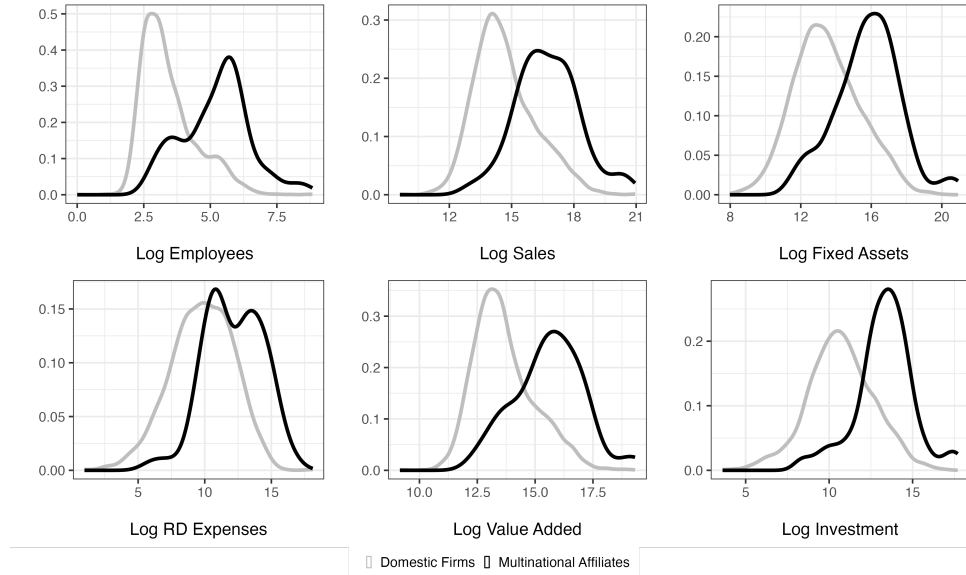 0.5
0.4
0.3
0.2
0.1
0.0
0.0 2.5 5.0 7.5
Log Employees
0.3
0.2
0.1
0.0
12 15 18 21
Log Sales
0.20
0.15
0.10
0.05
0.00
8 12 16 20
Log Fixed Assets
0.15
0.10
0.05
0.00
5 10 15
Log RD Expenses
0.3
0.2
0.1
0.0
10.0 12.5 15.0 17.5
Log Value Added
0.2
0.1
0.0
5 10 15
Log Investment
Domestic Firms Multinational Affiliates